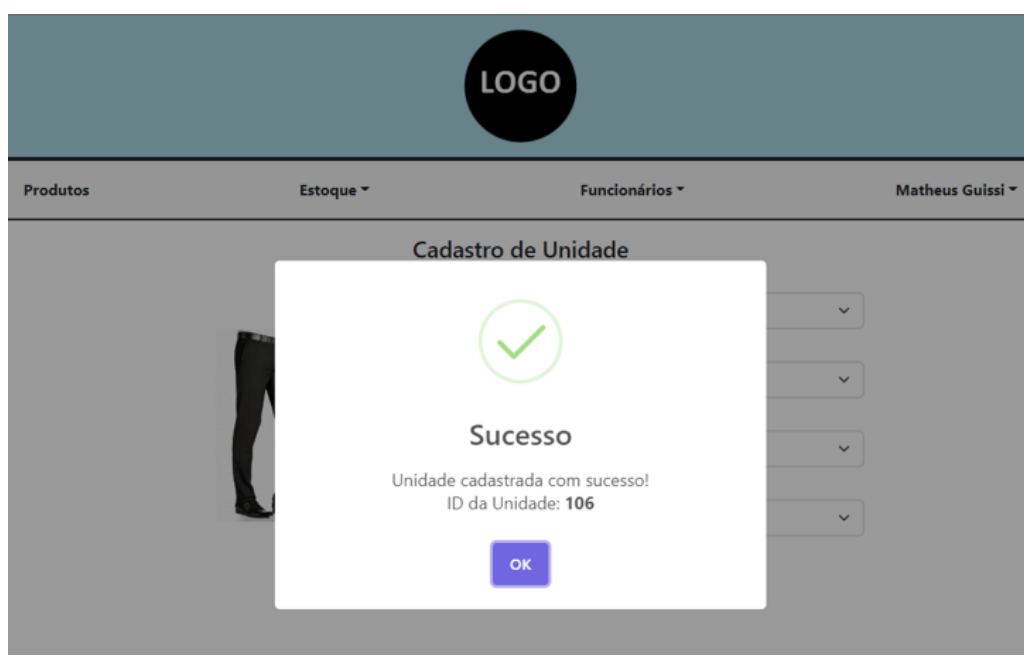 LOGO
Produtos
Estoque
Funcionários
Matheus Guissi
Cadastro de Unidade
Sucesso
Unidade cadastrada com sucesso!
ID da Unidade: 106
OK